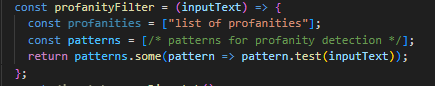 const profanityFilter = (inputText) => {
const profanities = ["list of profanities"];
const patterns = [/* patterns for profanity detection */];
return patterns.some(pattern => pattern.test(inputText));
};